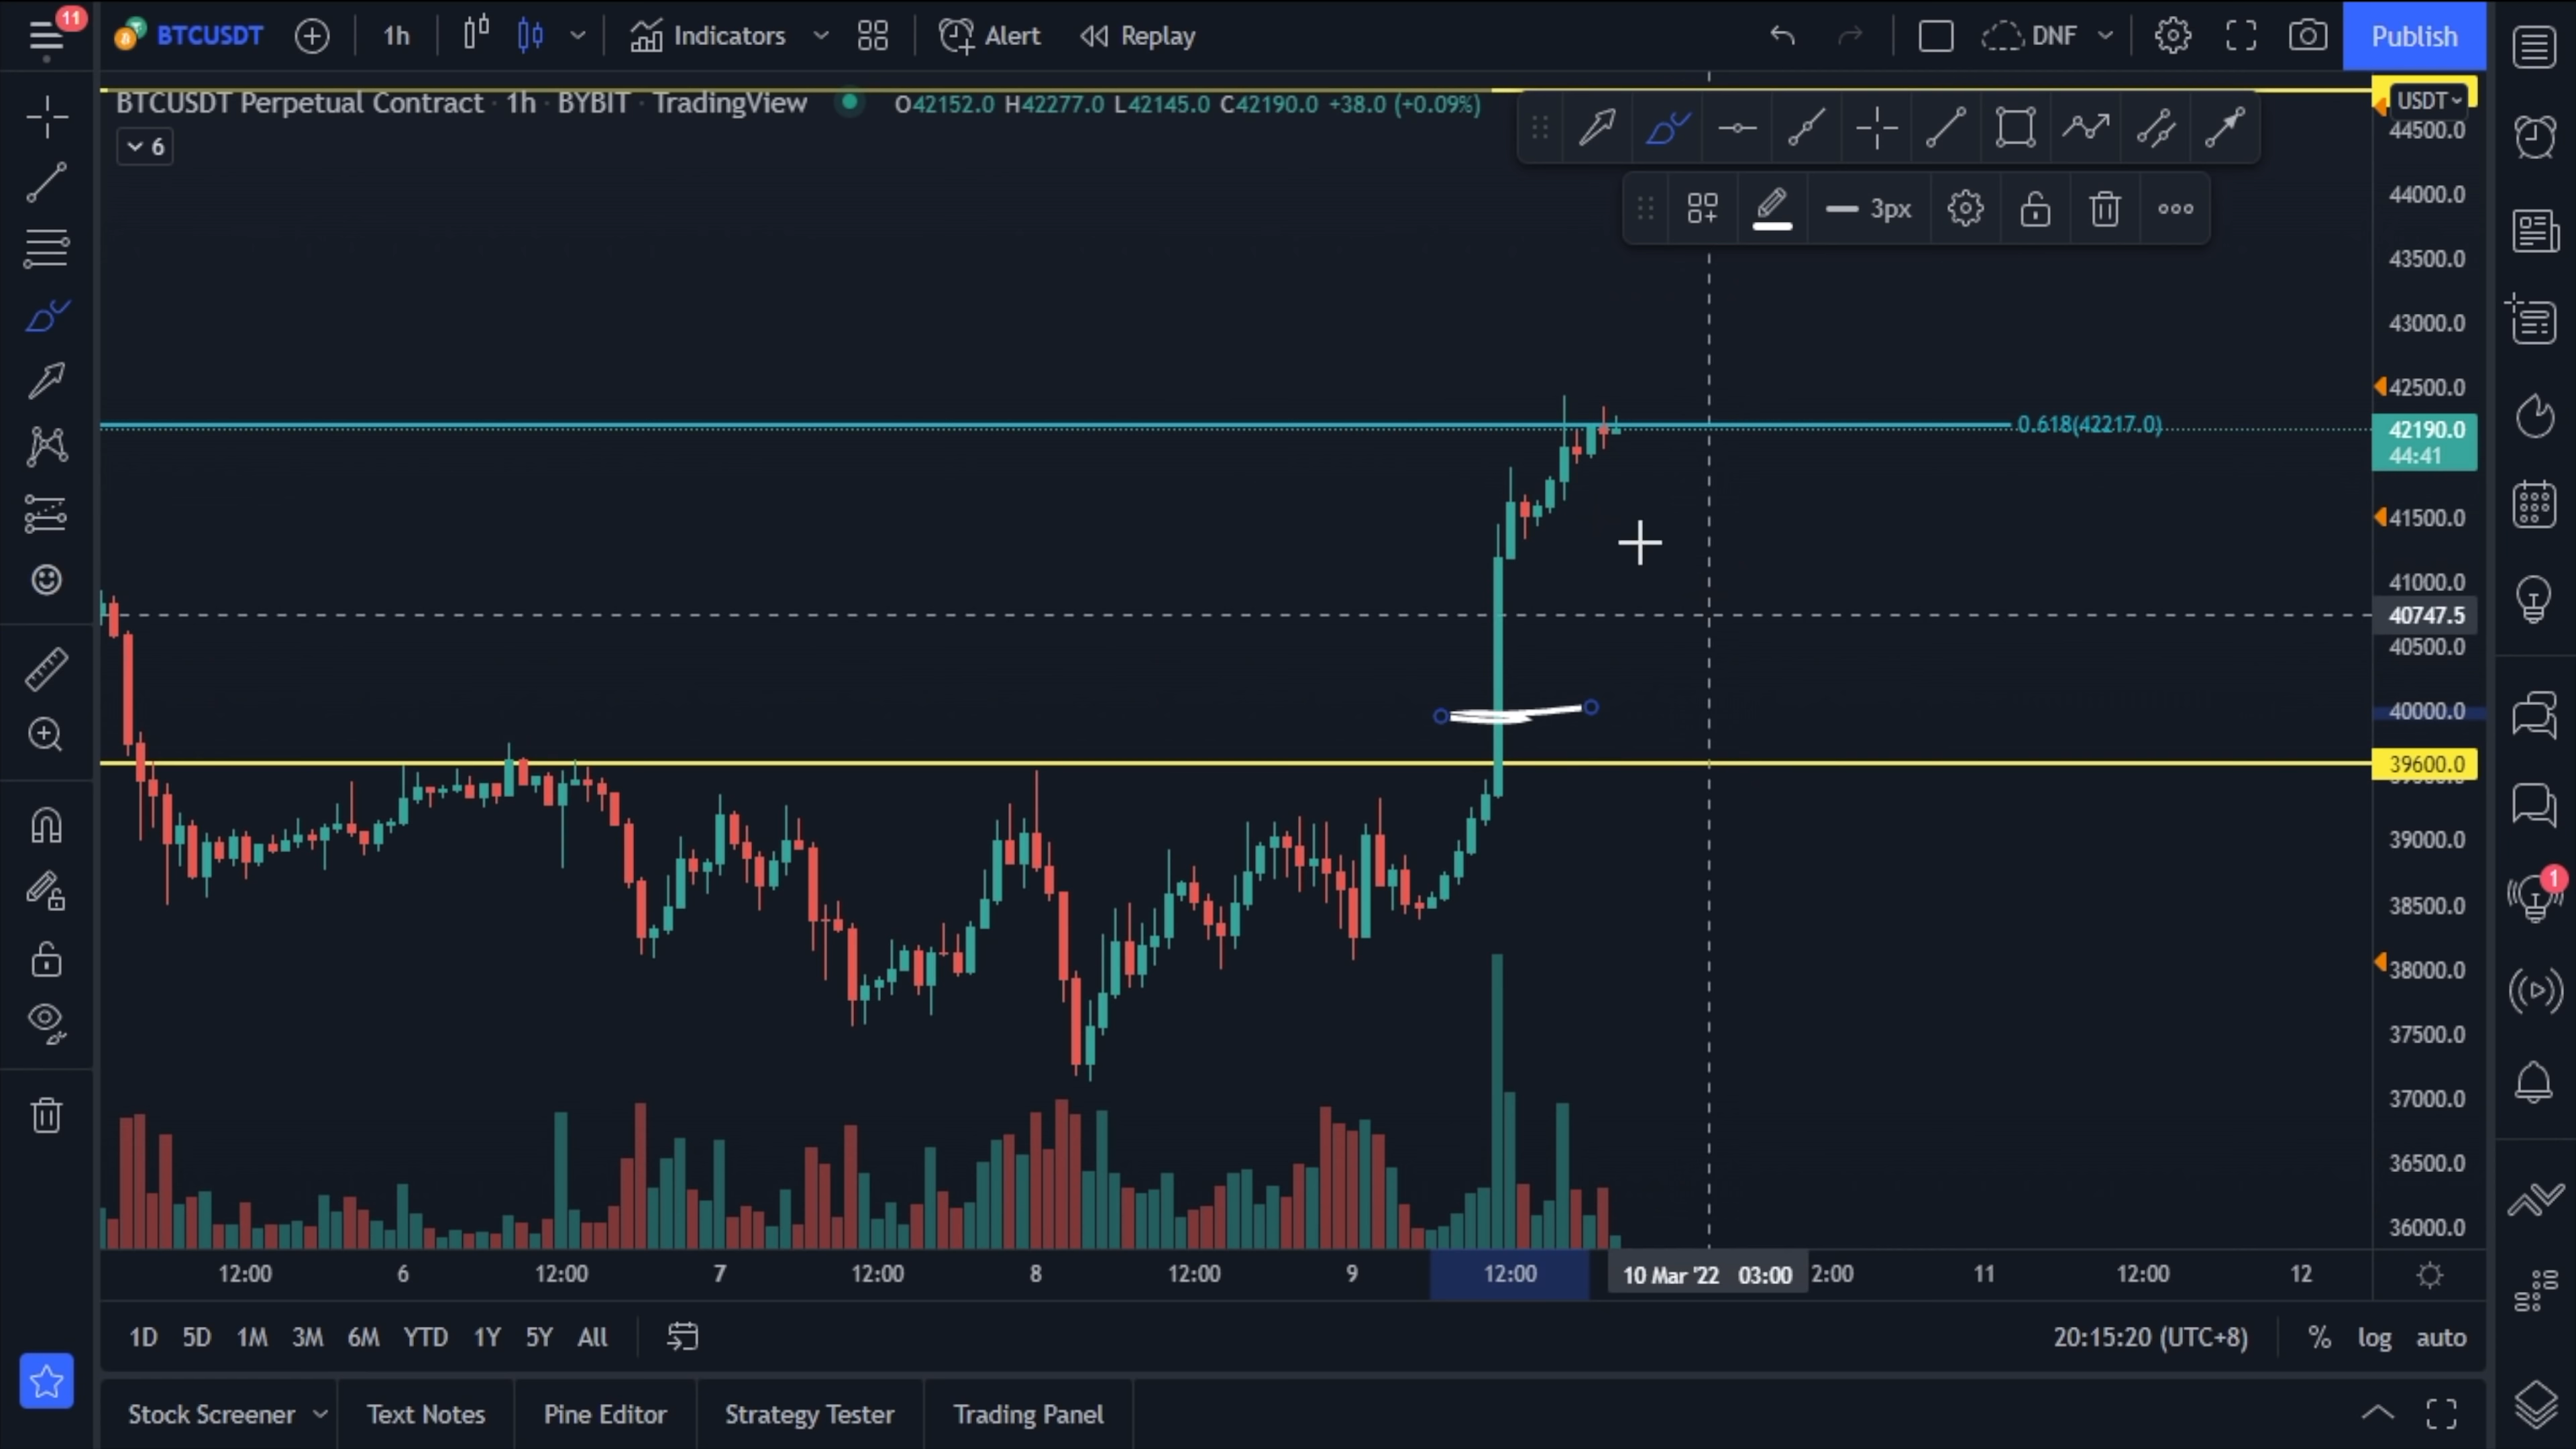 11
BTCUSDT
1h
Indicators
Alert
Replay
DNF
Publish
BTCUSDT Perpetual Contract · 1h · BYBIT · TradingView
O42152.0 H42277.0 L42145.0 C42190.0 +38.0 (+0.09%)
6
3px
USDT
44500.0
44000.0
43500.0
43000.0
42500.0
0.618(42217.0)
42190.0
44:41
41500.0
41000.0
40747.5
40500.0
40000.0
39600.0
39000.0
38500.0
38000.0
37500.0
37000.0
36500.0
36000.0
1
12:00 6 12:00 7 12:00 8 12:00 9 12:00 10 Mar '22 03:00 2:00 11 12:00 12
1D 5D 1M 3M 6M YTD 1Y 5Y All
20:15:20 (UTC+8) % log auto
Stock Screener Text Notes Pine Editor Strategy Tester Trading Panel